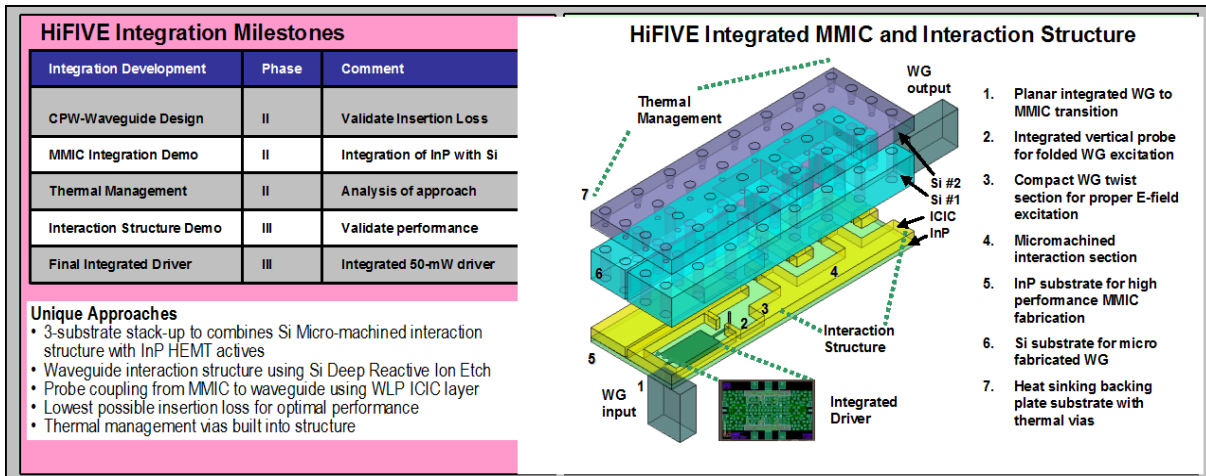 HiFIVE Integration Milestones
Integration Development Phase Comment
CPW-Waveguide Design II Validate Insertion Loss
MMIC Integration Demo II Integration of InP with Si
Thermal Management II Analysis of approach
Interaction Structure Demo III Validate performance
Final Integrated Driver III Integrated 50-mW driver
Unique Approaches
• 3-substrate stack-up to combines Si Micro-machined interaction
structure with InP HEMT actives
• Waveguide interaction structure using Si Deep Reactive Ion Etch
• Probe coupling from MMIC to waveguide using WLP ICIC layer
• Lowest possible insertion loss for optimal performance
• Thermal management vias built into structure
HiFIVE Integrated MMIC and Interaction Structure
WG
output
Thermal
Management
7
Si #2
Si #1
ICIC
InP
6
4
3
2
5
1
Interaction
Structure
WG
input
Integrated
Driver
1. Planar integrated WG to
MMIC transition
2. Integrated vertical probe
for folded WG excitation
3. Compact WG twist
section for proper E-field
excitation
4. Micromachined
interaction section
5. InP substrate for high
performance MMIC
fabrication
6. Si substrate for micro
fabricated WG
7. Heat sinking backing
plate substrate with
thermal vias